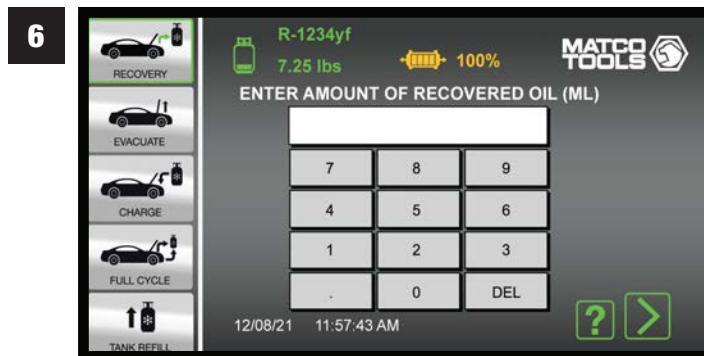 6
RECOVERY
EVACUATE
CHARGE
FULL CYCLE
TANK REFILL
R-1234yf
7.25 lbs
100%
MATCO
TOOLS
ENTER AMOUNT OF RECOVERED OIL (ML)
7 8 9
4 5 6
1 2 3
. 0 DEL
12/08/21 11:57:43 AM
?